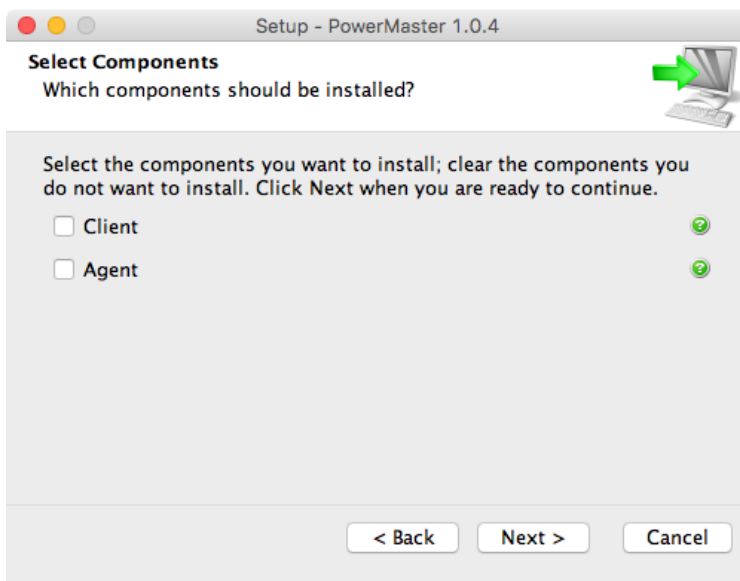 Setup - PowerMaster 1.0.4
Select Components
Which components should be installed?
Select the components you want to install; clear the components you
do not want to install. Click Next when you are ready to continue.
Client
?
Agent
?
< Back
Next >
Cancel